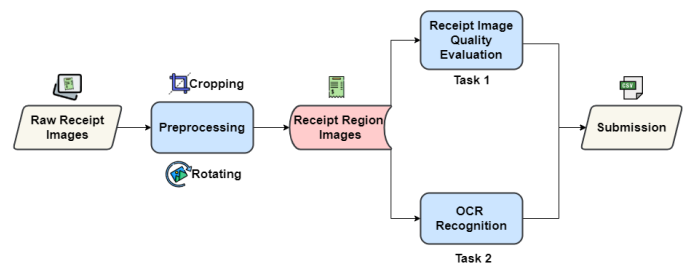 Receipt Image
Quality
Evaluation
Task 1
Cropping
CSV
Raw Receipt
Images
Preprocessing
Receipt Region
Images
Submission
Rotating
OCR
Recognition
Task 2